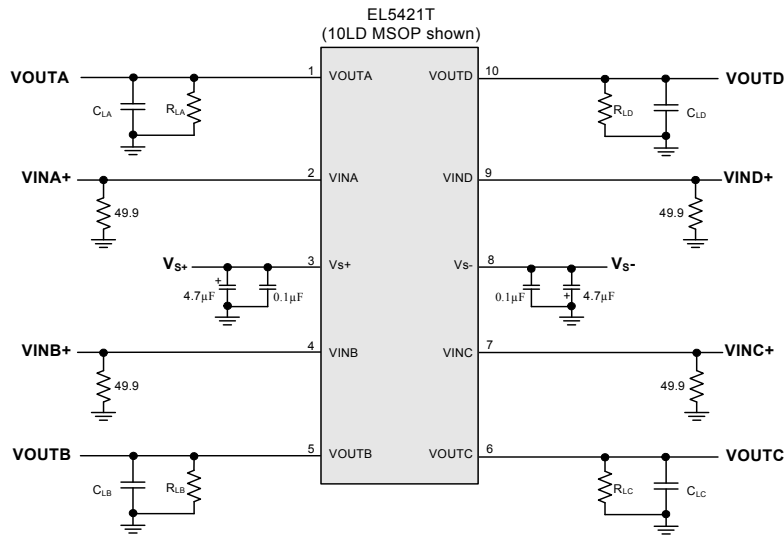 EL5421T
(10LD MSOP shown)
VOUTA
1
VOUTA
VOUTD
10
VOUTD
CLA
RLA
RLD
CLD
VINA+
2
VINA
VIND
9
VIND+
49.9
49.9
VS+
3
Vs+
Vs-
8
VS-
+
4.7µF
0.1µF
0.1µF
+
4.7µF
VINB+
4
VINB
VINC
7
VINC+
49.9
49.9
VOUTB
5
VOUTB
VOUTC
6
VOUTC
CLB
RLB
RLC
CLC